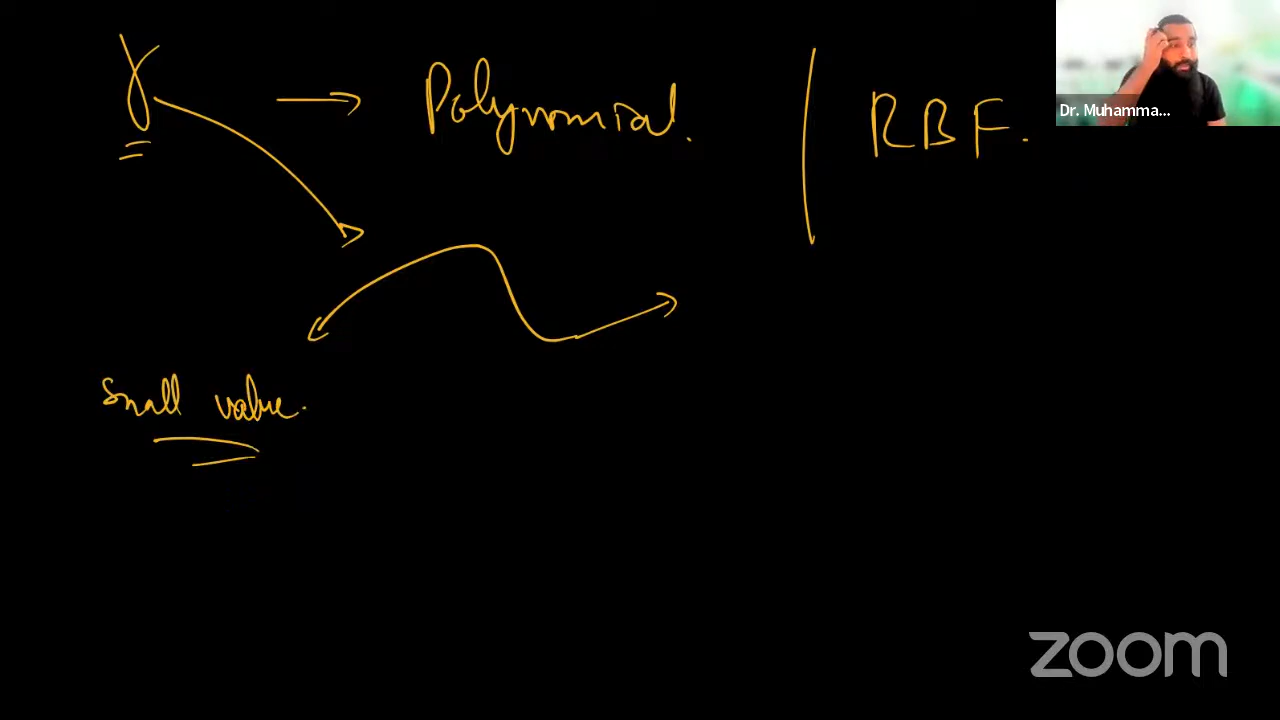 γ → Polynomial. | RBF.
Dr. Muhamma...
small value.
zoom